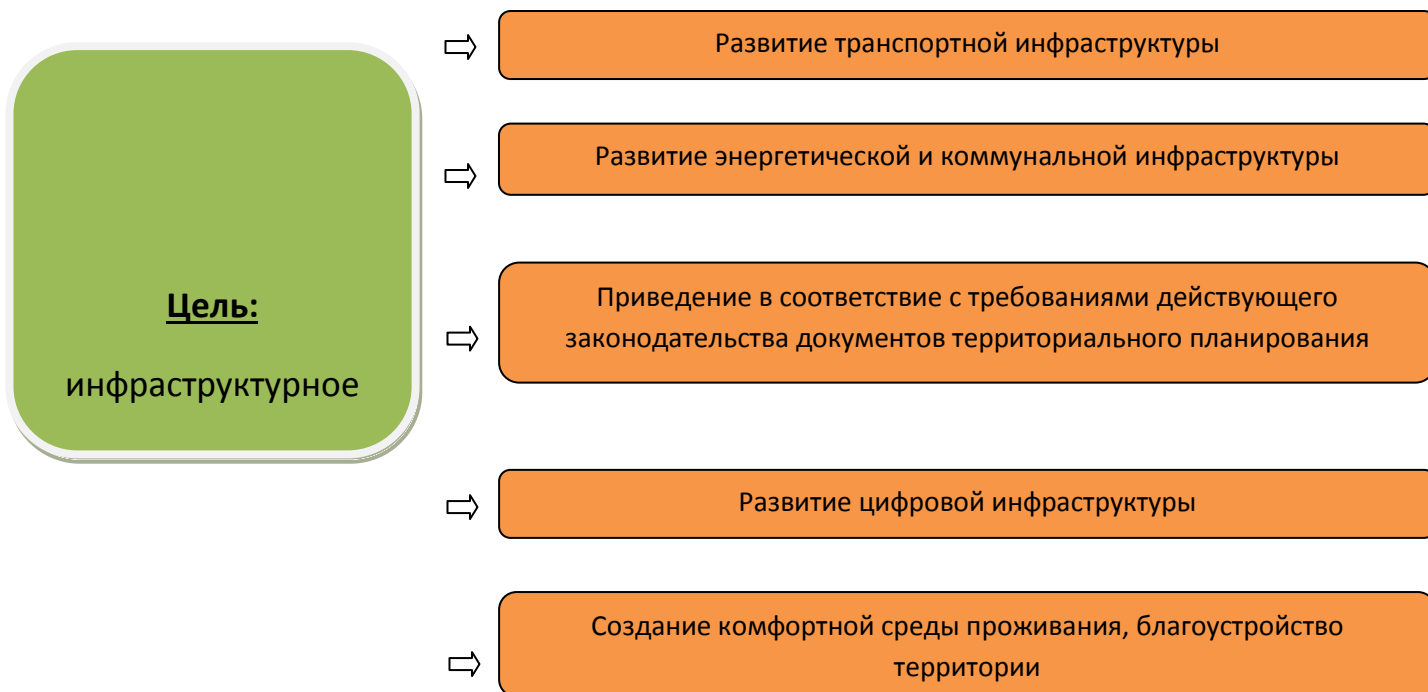 Цель:
инфраструктурное
Развитие транспортной инфраструктуры
Развитие энергетической и коммунальной инфраструктуры
Приведение в соответствие с требованиями действующего
законодательства документов территориального планирования
Развитие цифровой инфраструктуры
Создание комфортной среды проживания, благоустройство
территории